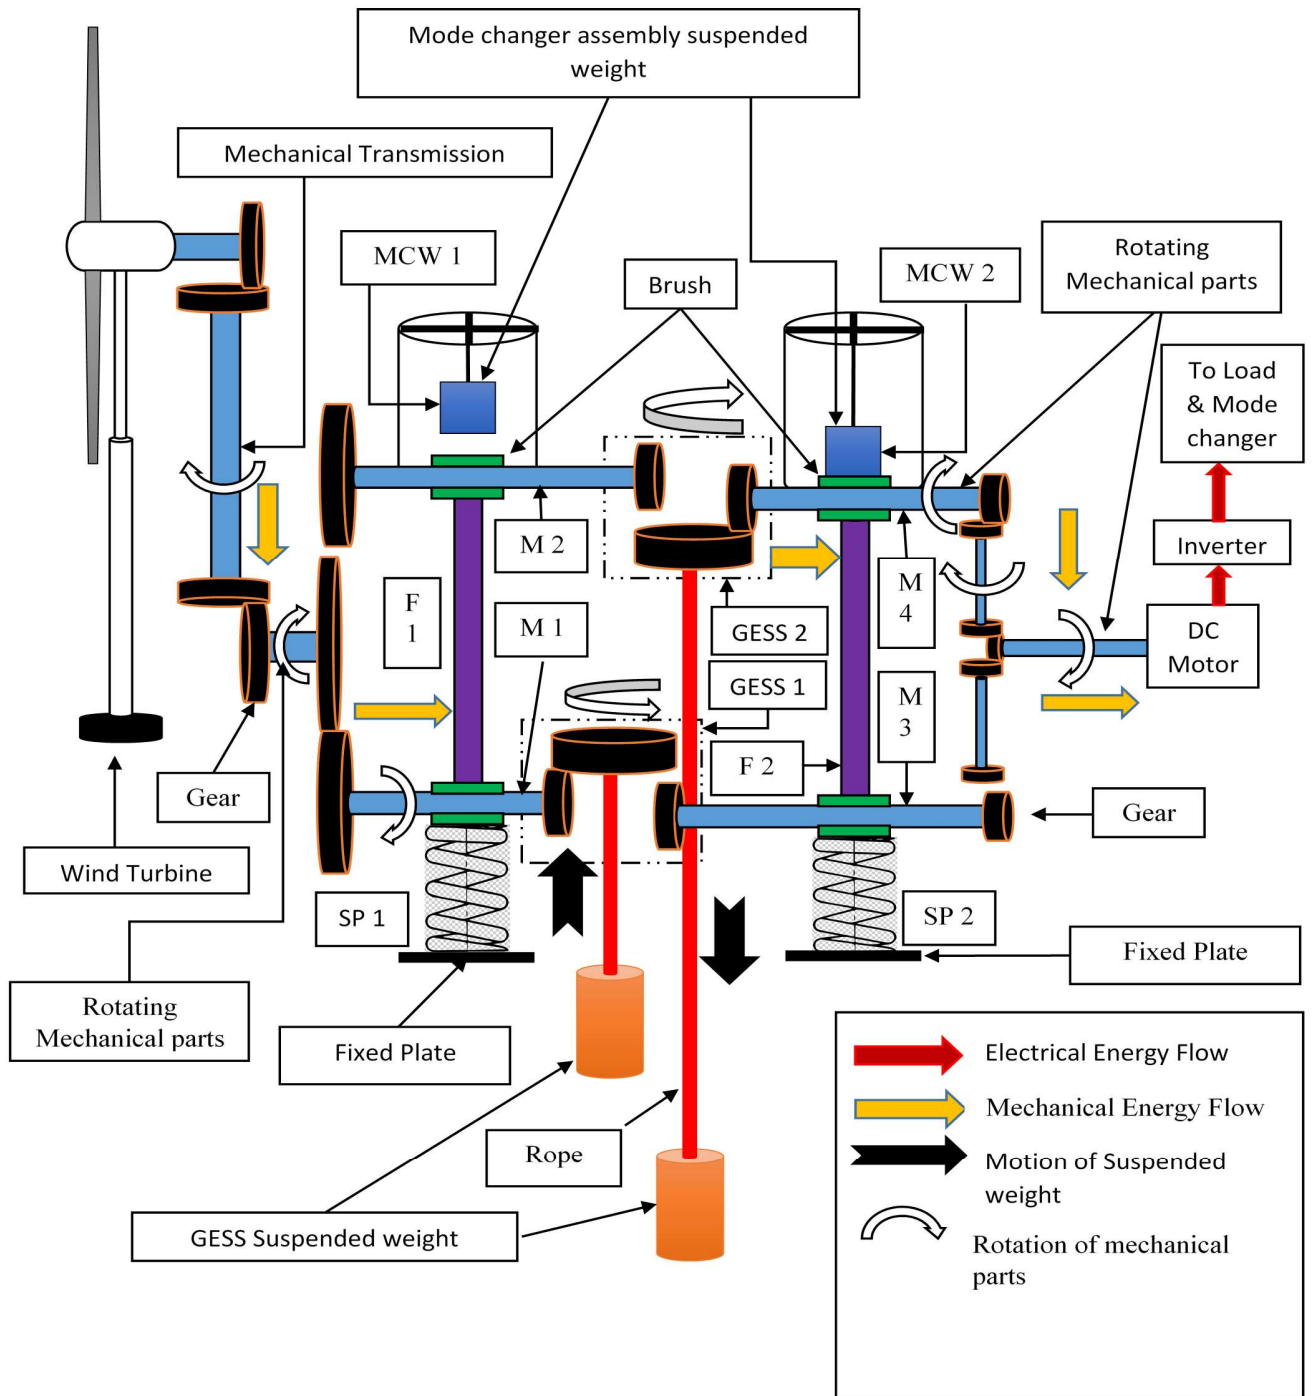 Mode changer assembly suspended
weight
Mechanical Transmission
MCW 1
Brush
MCW 2
Rotating
Mechanical parts
To Load
& Mode
changer
Inverter
DC
Motor
M 2
F
1
M 1
M
4
GESS 2
GESS 1
M
3
F 2
Gear
Gear
Wind Turbine
SP 1
SP 2
Fixed Plate
Rotating
Mechanical parts
Fixed Plate
Rope
GESS Suspended weight
Electrical Energy Flow
Mechanical Energy Flow
Motion of Suspended
weight
Rotation of mechanical
parts